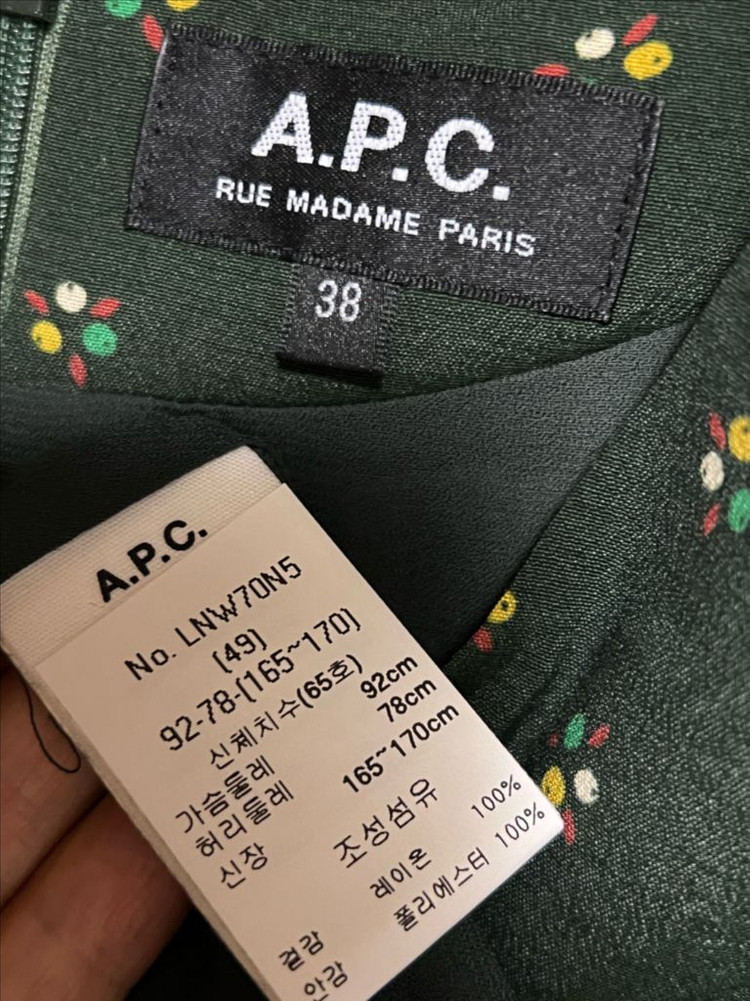 A.P.C.
RUE MADAME PARIS
38
A.P.C.
No. LNW70N5
(49)
92-78-(165~170)
신체치수(65호)
가슴둘레 92cm
허리둘레 78cm
신장 165~170cm
조성섬유
겉감 레이온 100%
안감 폴리에스터 100%